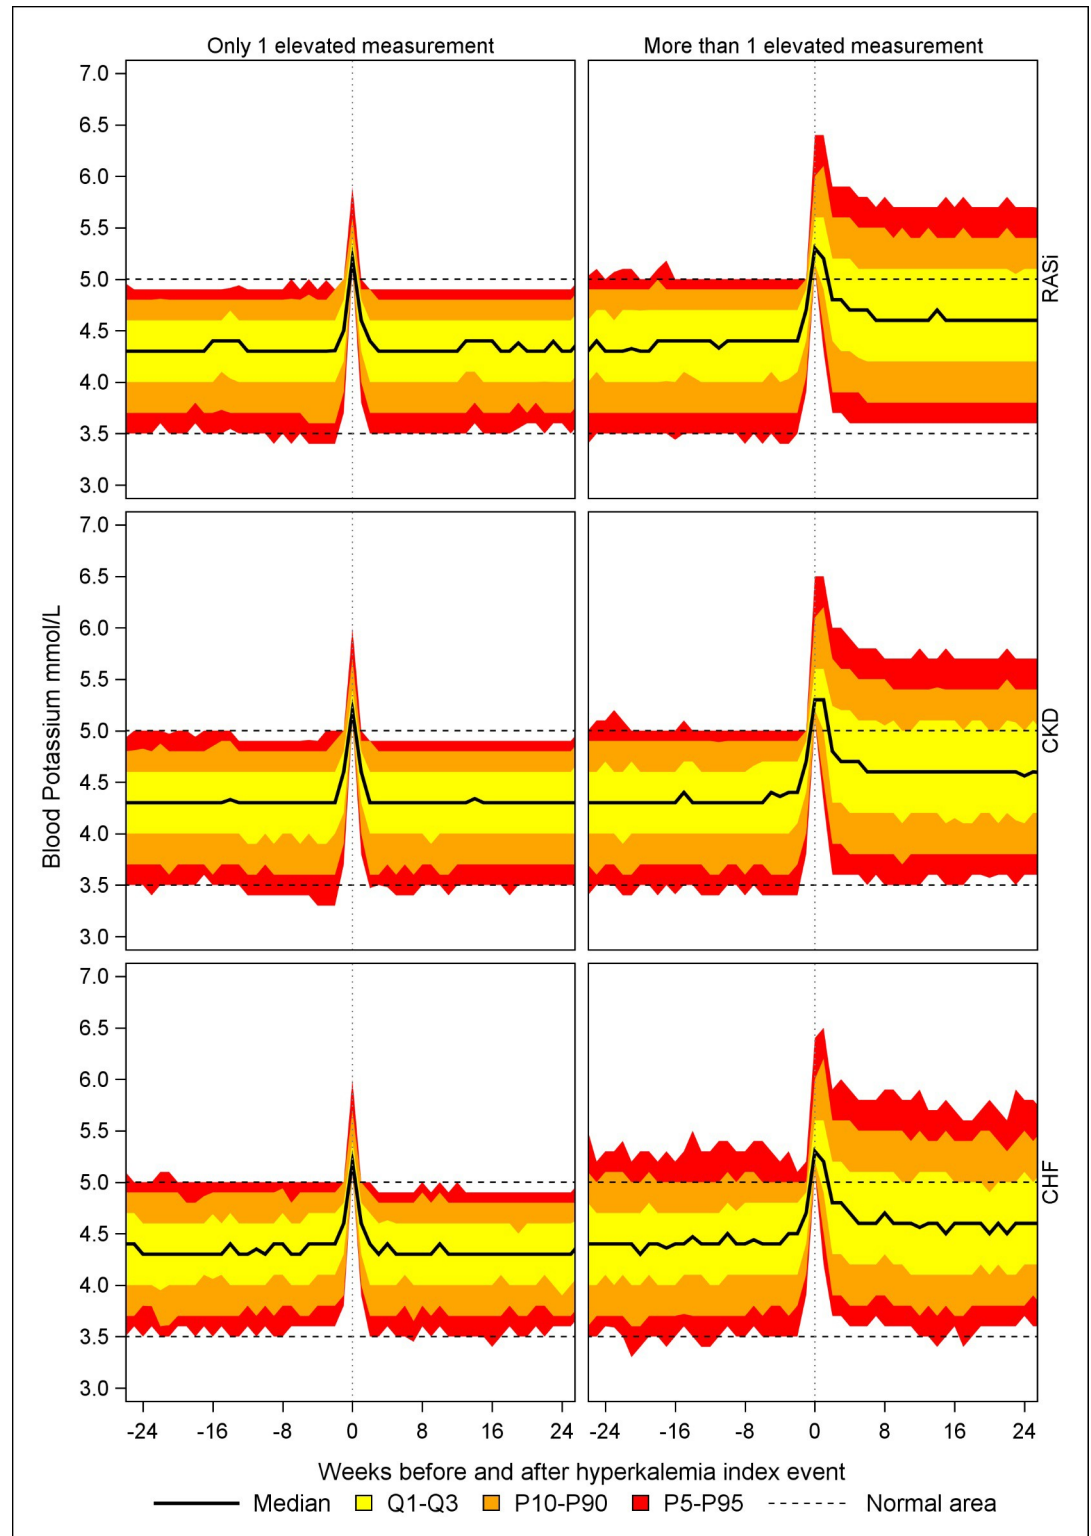 Only 1 elevated measurement
More than 1 elevated measurement
7.0
6.5
6.0
5.5
5.0
4.5
4.0
3.5
3.0
RASi
7.0
6.5
6.0
5.5
5.0
4.5
4.0
3.5
3.0
CKD
Blood Potassium mmol/L
7.0
6.5
6.0
5.5
5.0
4.5
4.0
3.5
3.0
CHF
-24 -16 -8 0 8 16 24
-24 -16 -8 0 8 16 24
Weeks before and after hyperkalemia index event
Median Q1-Q3 P10-P90 P5-P95 Normal area